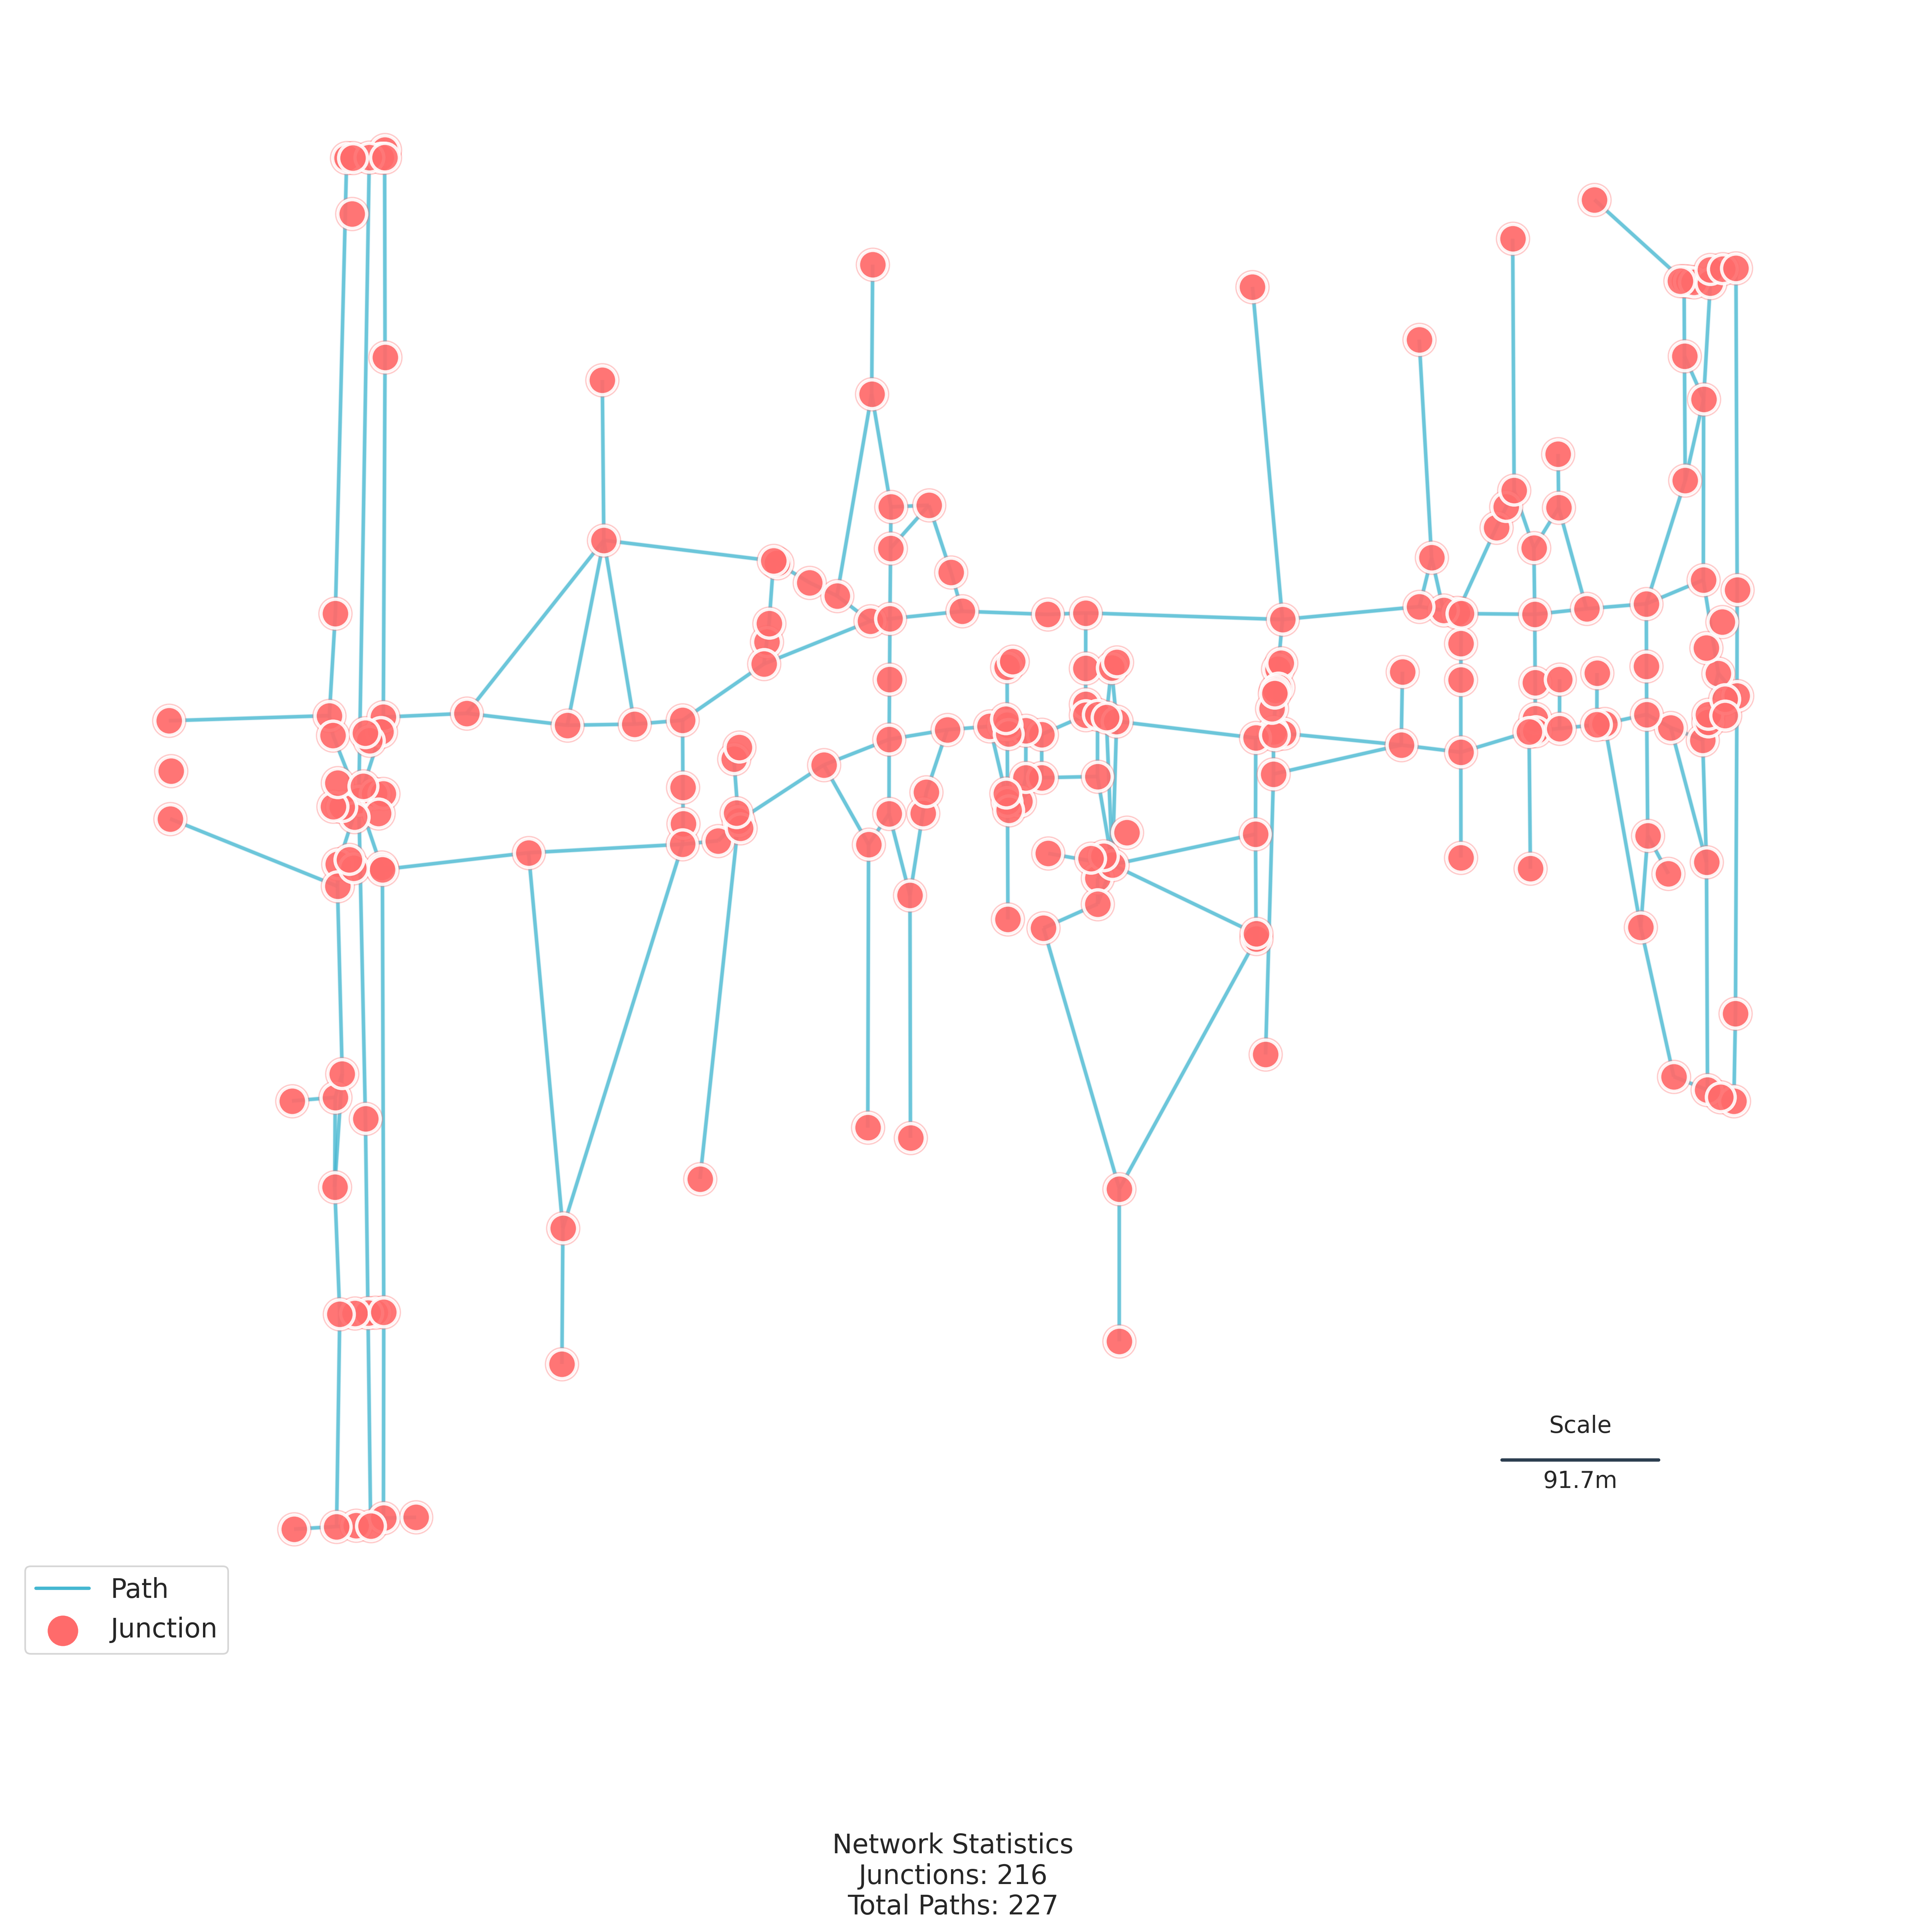 Scale
91.7m
Path
Junction
Network Statistics
Junctions: 216
Total Paths: 227